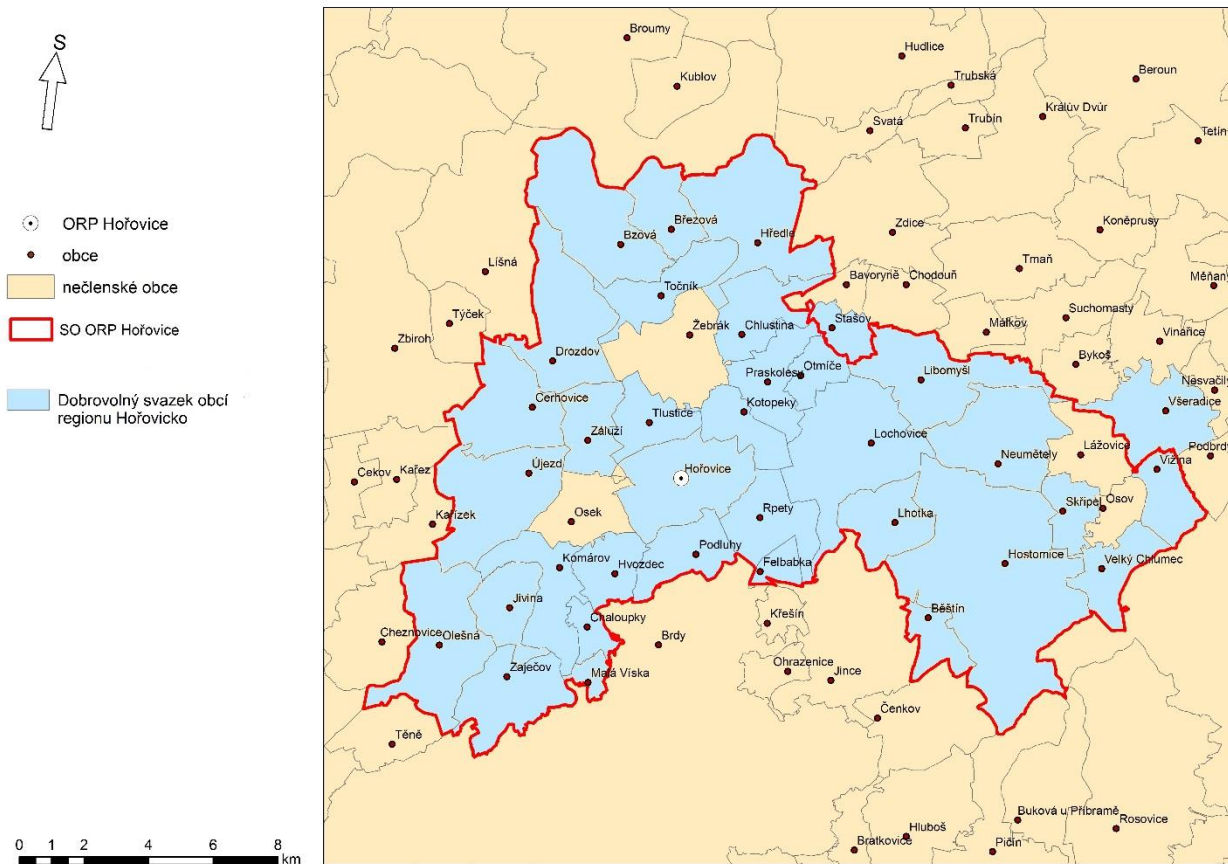 S
ORP Hořovice
obce
nečlenské obce
SO ORP Hořovice
Dobrovolný svazek obcí
regionu Hořovicko
0 1 2 4 6 8
km
Broumy
Hudlice
Kublov
Trubská
Beroun
Svatá
Trubín
Králův Dvůr
Tetín
Bzová
Březová
Hředle
Zdice
Koněprusy
Líšná
Točník
Bavoryně
Chodouň
Tmaň
Měňany
Týček
Zbiroh
Žebrák
Chlustina
Stašov
Málkov
Suchomasty
Vinařice
Drozdov
Praskolesy
Otmíče
Libomyšl
Bykoš
Nesvačily
Cerhovice
Záluží
Tlustice
Kotopeky
Lochovice
Všeradice
Čekov
Kařez
Újezd
Hořovice
Neumětely
Lážovice
Vižina
Podbrdy
Kařízek
Osek
Rpety
Lhotka
Skřipel
Osov
Komárov
Hvozdec
Podluhy
Felbabka
Hostomice
Velký Chlumec
Jivina
Chaloupky
Křešín
Běštín
Cheznovice
Olešná
Brdy
Zaječov
Malá Víska
Ohrazenice
Jince
Těně
Čenkov
Bratkovice
Hluboš
Buková u Příbramě
Pičín
Rosovice